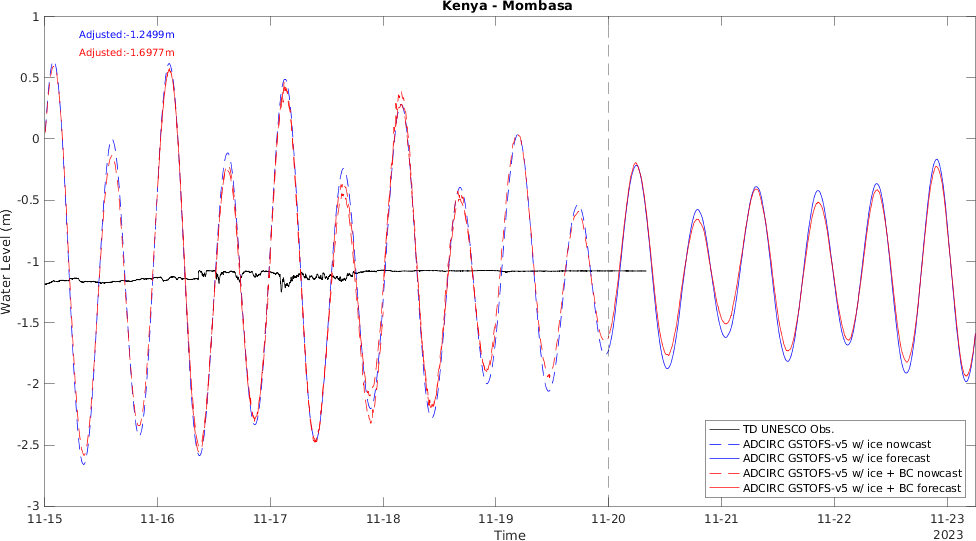 Kenya - Mombasa
Adjusted:-1.2499m
Adjusted:-1.6977m
1
0.5
0
-0.5
-1
-1.5
-2
-2.5
-3
Water Level (m)
11-15 11-16 11-17 11-18 11-19 11-20 11-21 11-22 11-23
2023
Time
TD UNESCO Obs.
ADCIRC GSTOFS-v5 w/ ice nowcast
ADCIRC GSTOFS-v5 w/ ice forecast
ADCIRC GSTOFS-v5 w/ ice + BC nowcast
ADCIRC GSTOFS-v5 w/ ice + BC forecast